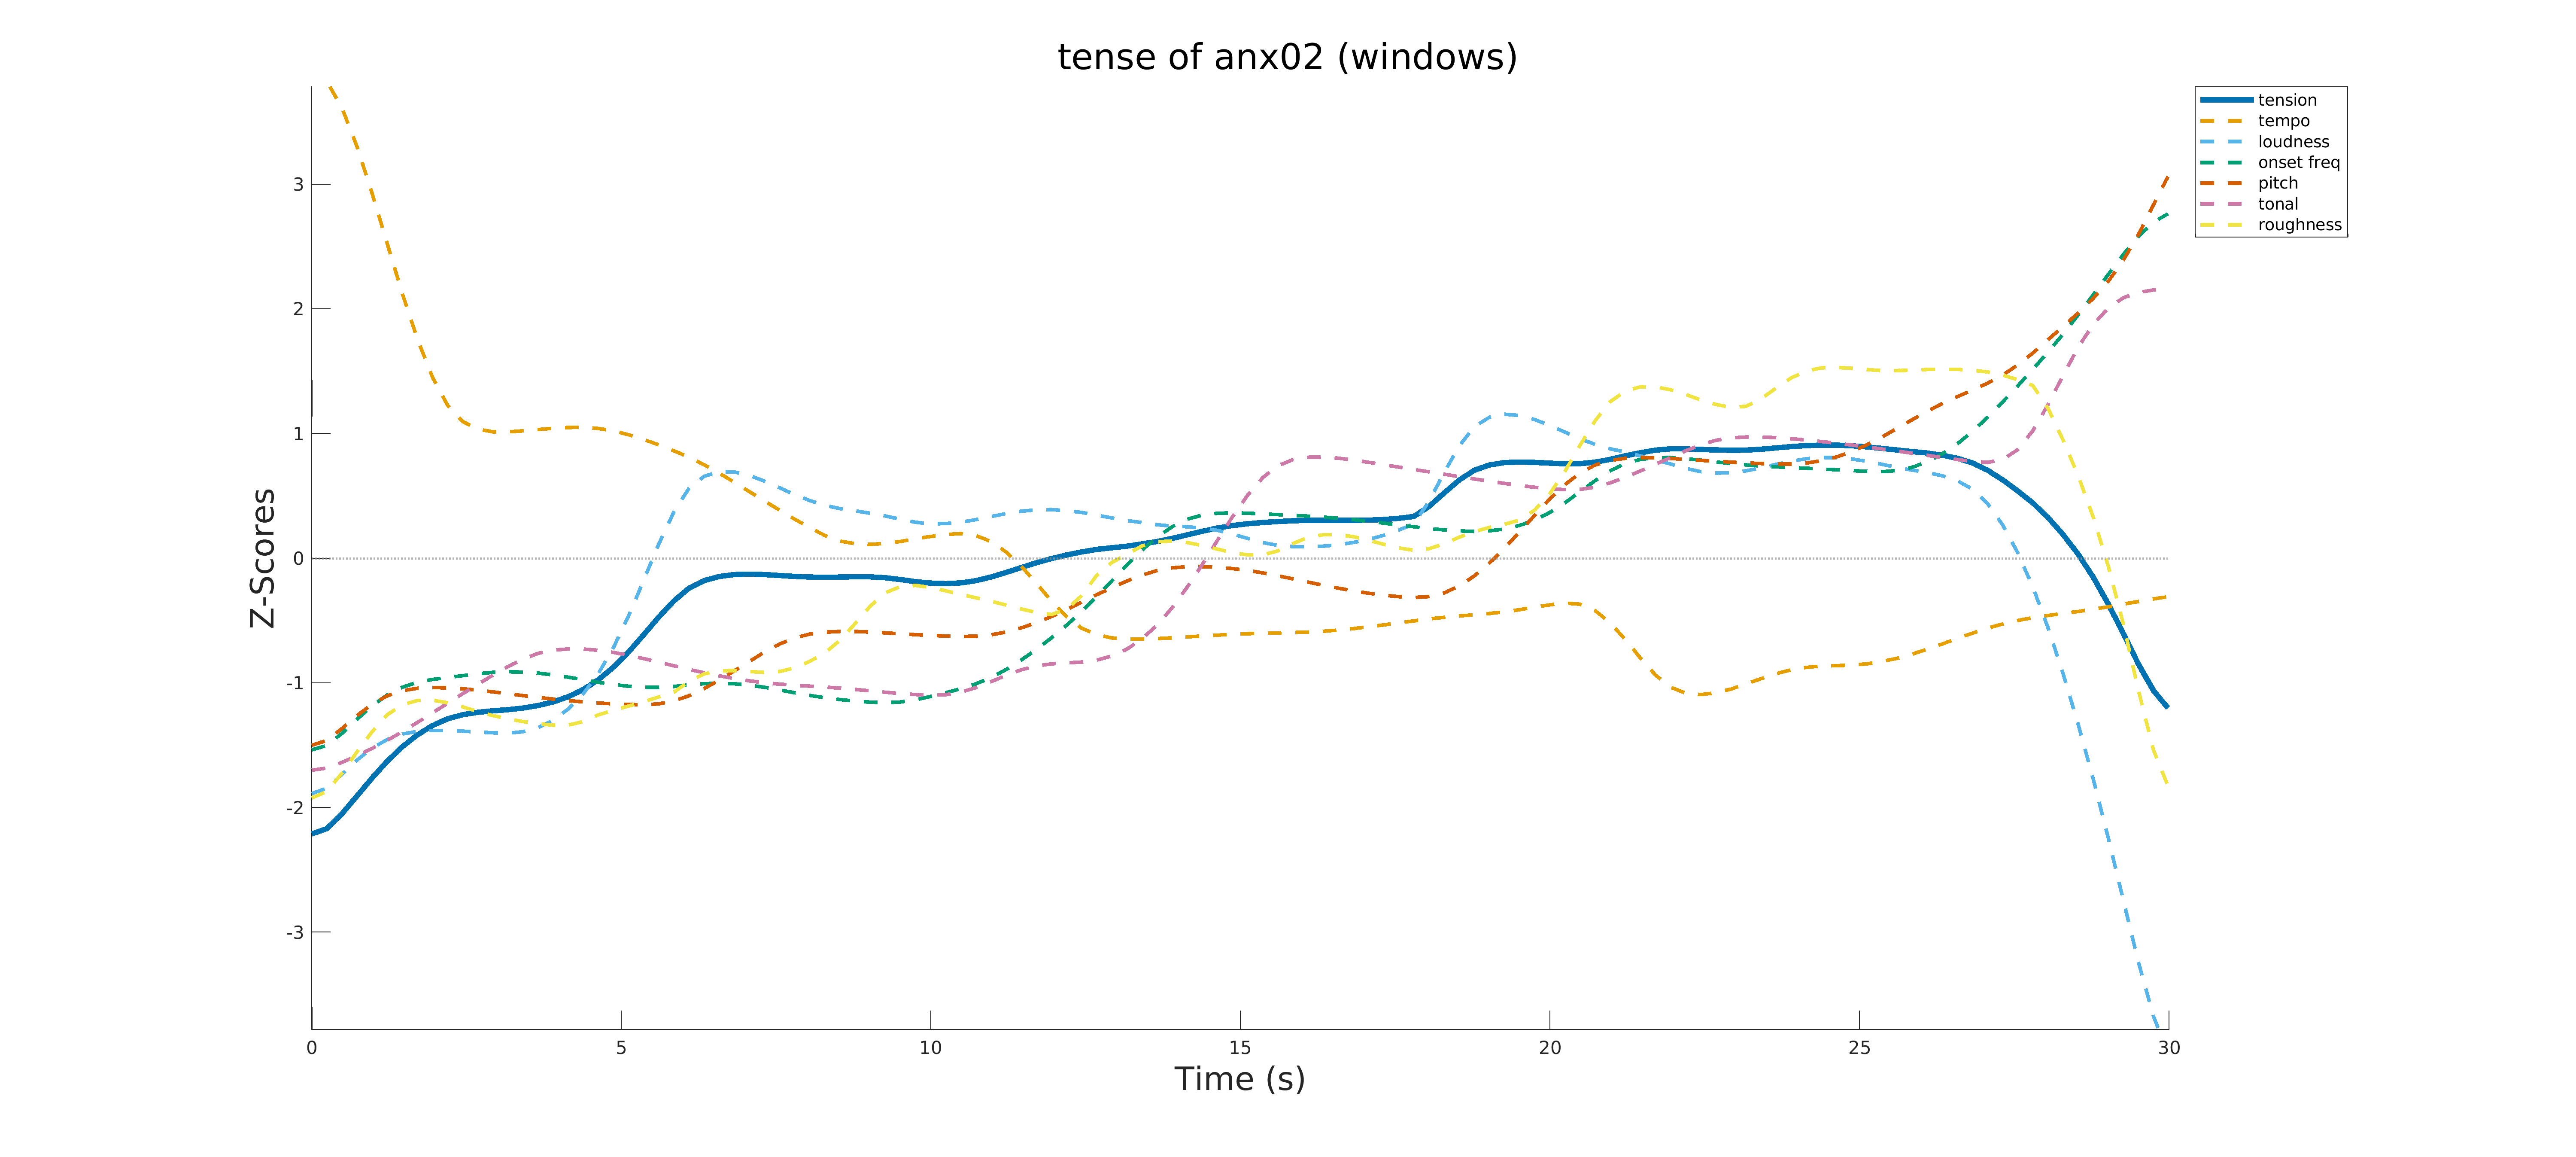 tense of anx02 (windows)
tension
tempo
loudness
onset freq
pitch
tonal
roughness
Z-Scores
3
2
1
0
-1
-2
-3
0 5 10 15 20 25 30
Time (s)